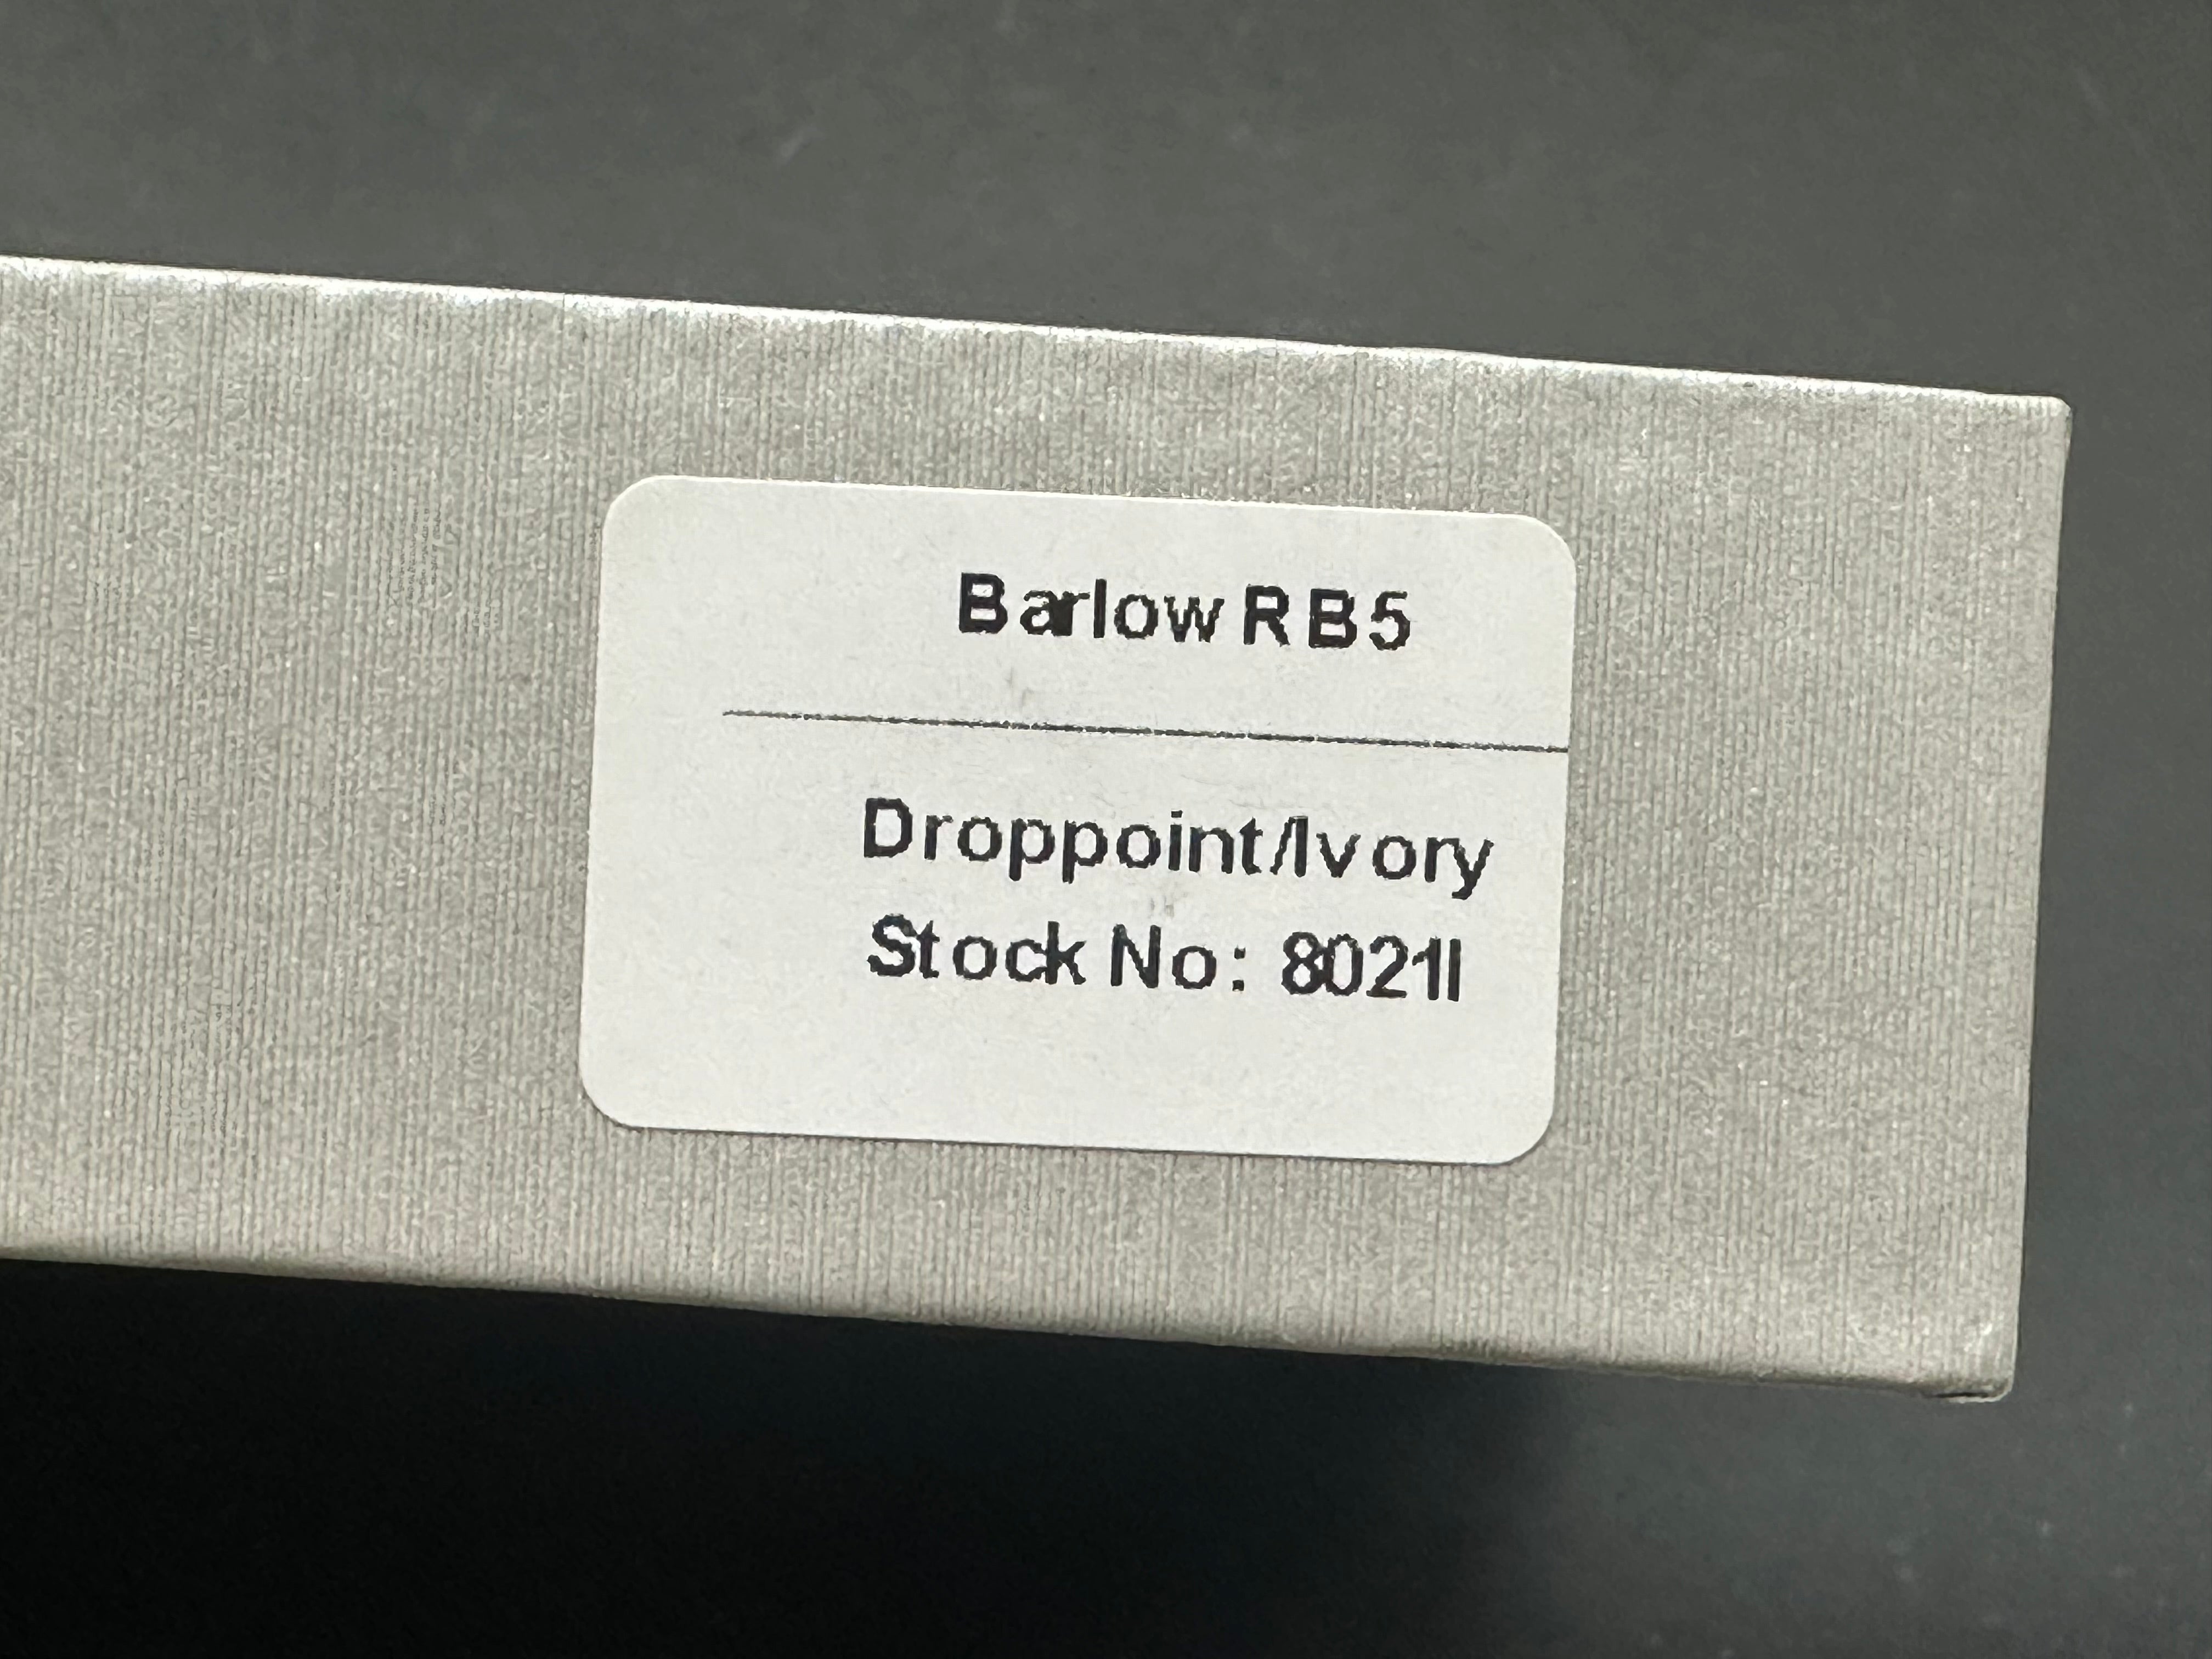 Barlow RB5
Droppoint/Ivory
Stock No: 8021I